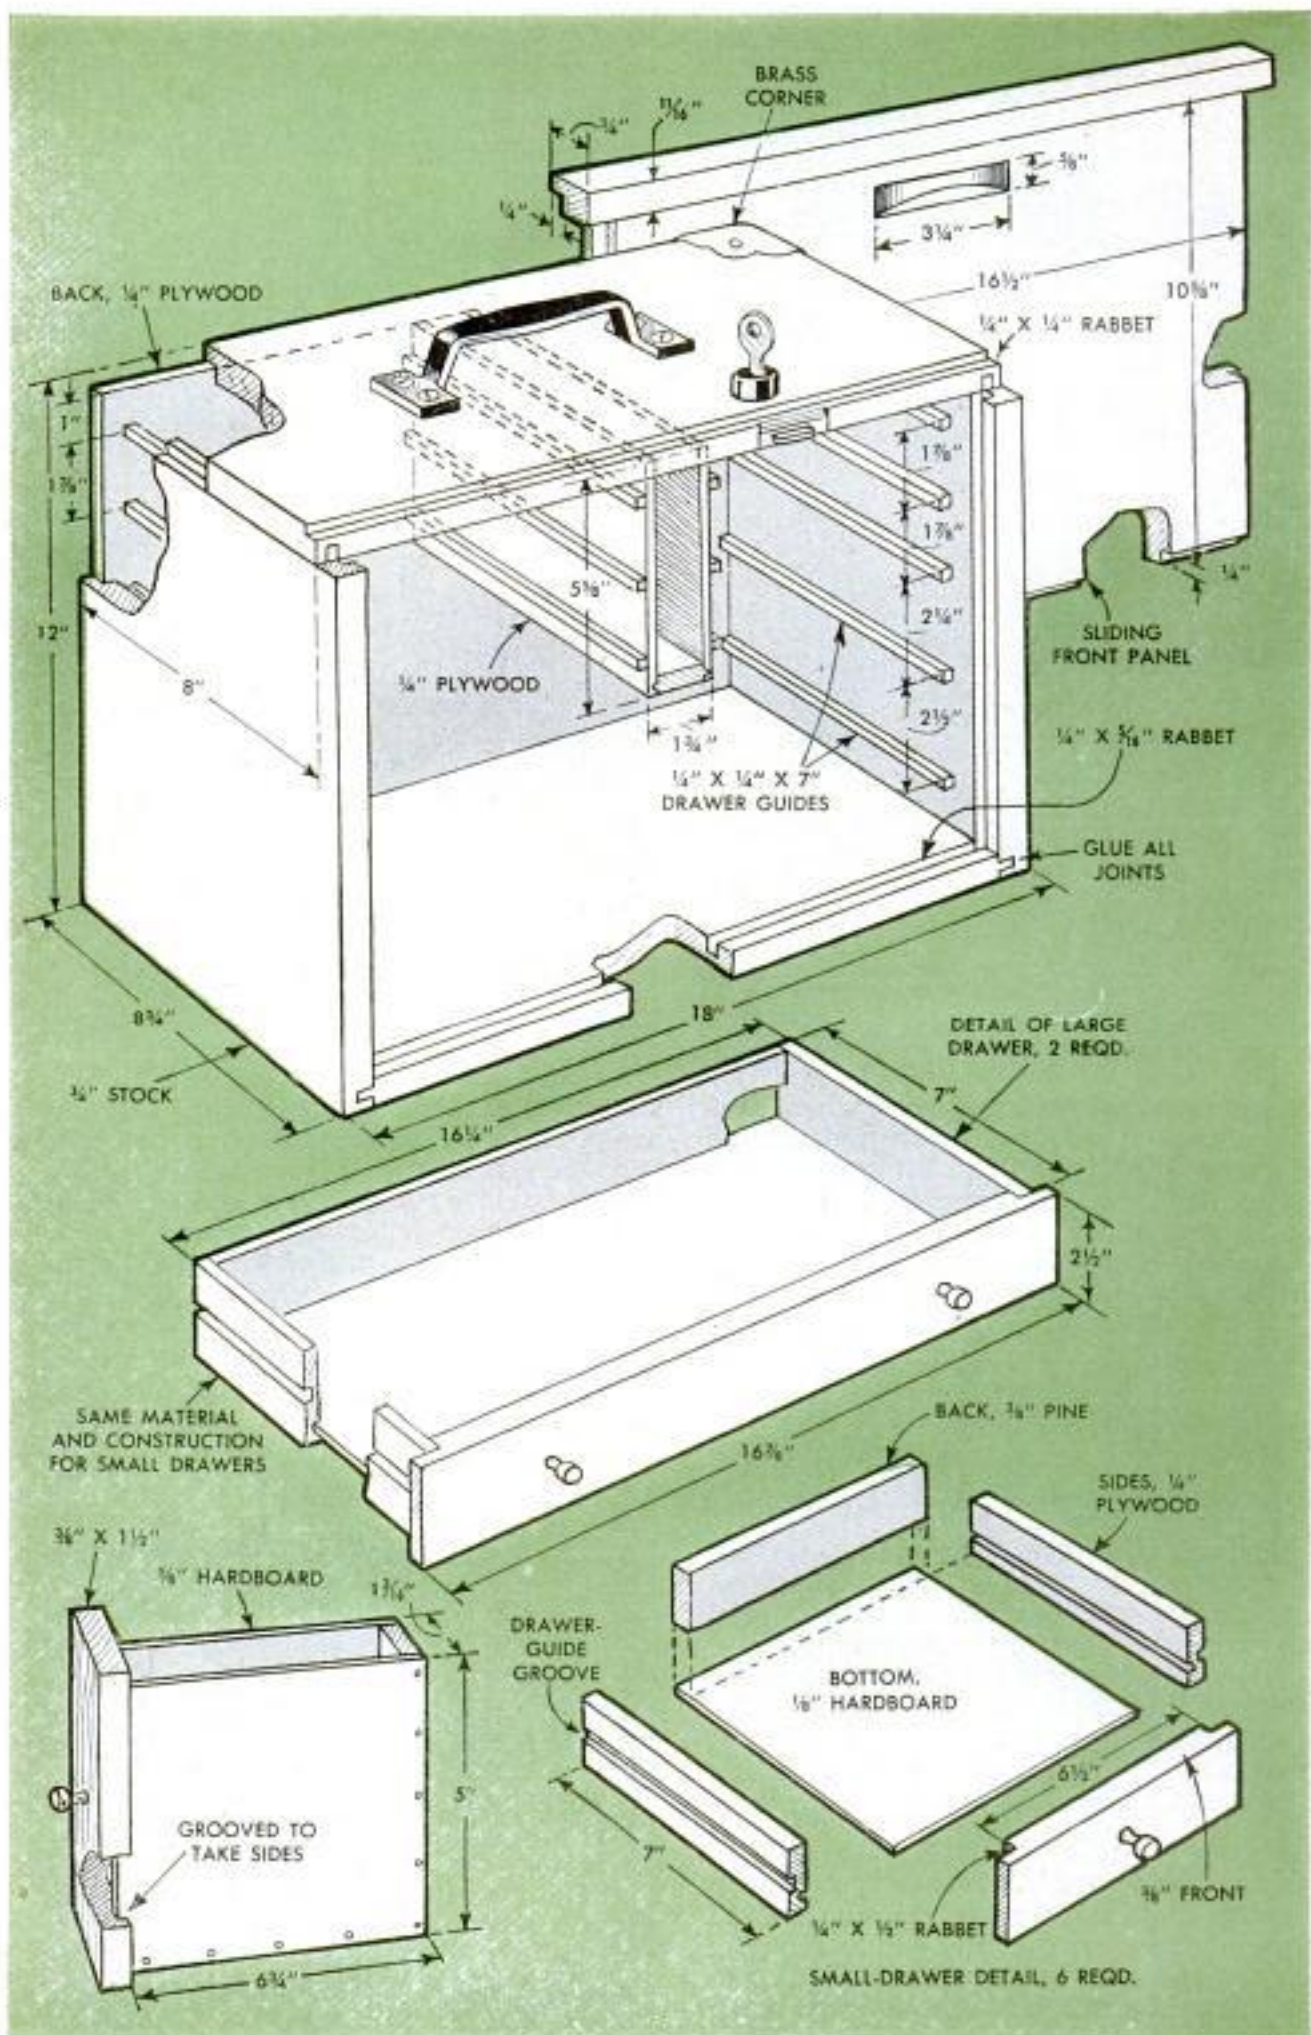 BRASS
CORNER
¾"
11/16"
⅝"
¼"
3¼"
BACK, ¼" PLYWOOD
16½"
10⅜"
¼" X ¼" RABBET
1"
1⅞"
1⅞"
1⅞"
5⅜"
2¼"
¼"
12"
8"
SLIDING
FRONT PANEL
¼" PLYWOOD
2½"
1¾"
¼" X 5/16" RABBET
¼" X ¼" X 7"
DRAWER GUIDES
GLUE ALL
JOINTS
8¾"
18"
DETAIL OF LARGE
DRAWER, 2 REQD.
¾" STOCK
7"
16¼"
2½"
SAME MATERIAL
AND CONSTRUCTION
FOR SMALL DRAWERS
BACK, ⅜" PINE
16⅜"
SIDES, ¼"
PLYWOOD
⅜" X 1½"
⅛" HARDBOARD
DRAWER-
GUIDE
GROOVE
BOTTOM,
⅛" HARDBOARD
6½"
5"
GROOVED TO
TAKE SIDES
7"
⅜" FRONT
¼" X ½" RABBET
6¾"
SMALL-DRAWER DETAIL, 6 REQD.